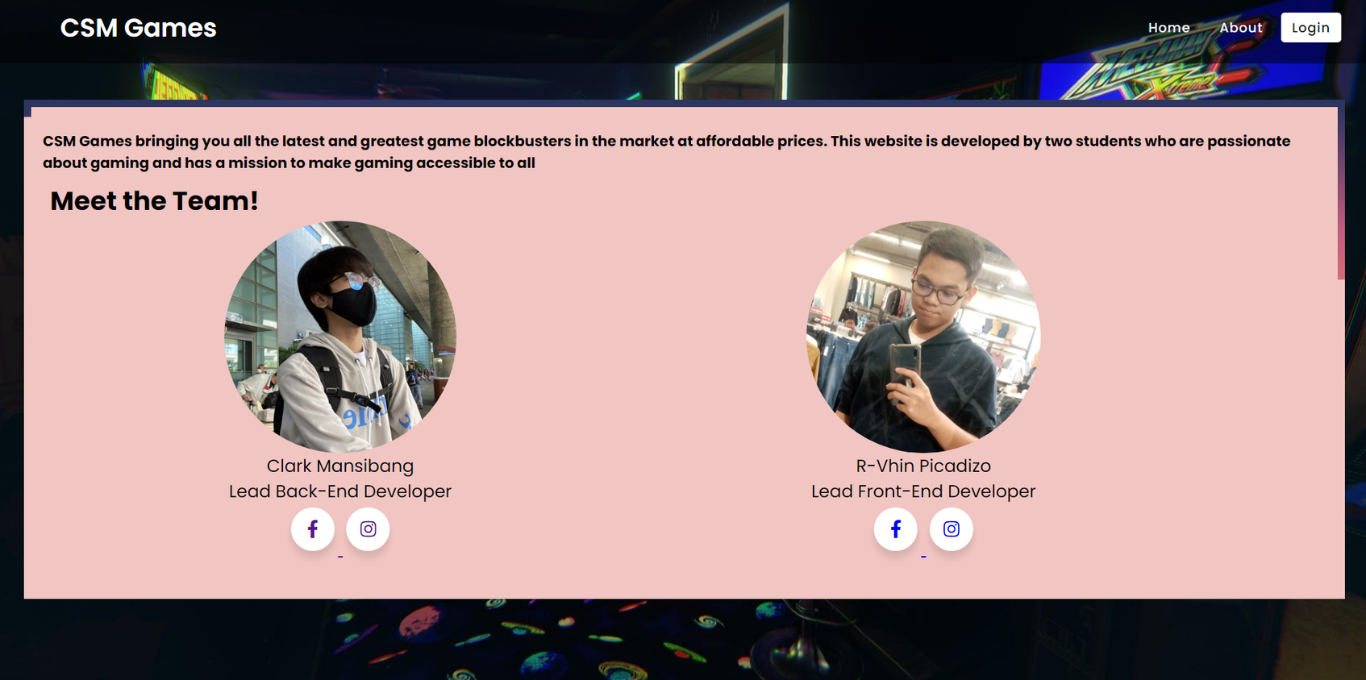 CSM Games
Home About Login
MEGAMAN
Xtreme
CSM Games bringing you all the latest and greatest game blockbusters in the market at affordable prices. This website is developed by two students who are passionate
about gaming and has a mission to make gaming accessible to all
Meet the Team!
Clark Mansibang
Lead Back-End Developer
R-Vhin Picadizo
Lead Front-End Developer